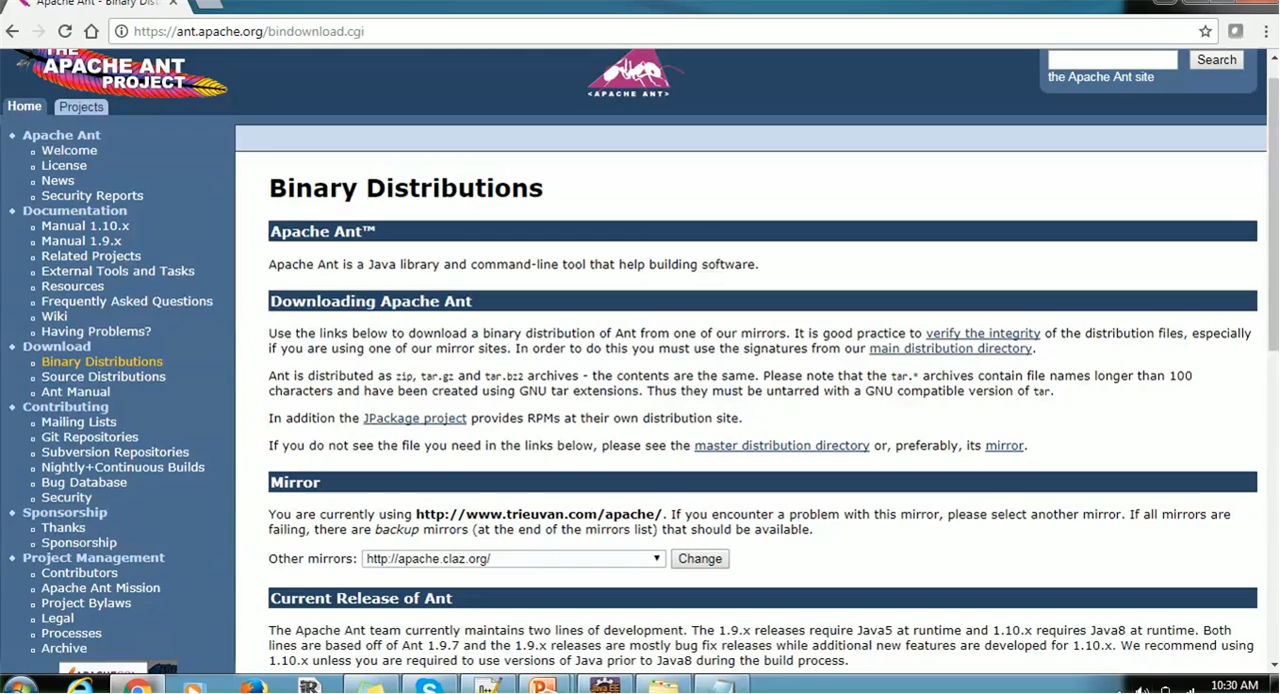 Apache Ant - Binary Dist
https://ant.apache.org/bindownload.cgi
THE
APACHE ANT
PROJECT
<APACHE ANT>
Search
the Apache Ant site
Home
Projects
Apache Ant
Welcome
License
News
Security Reports
Documentation
Manual 1.10.x
Manual 1.9.x
Related Projects
External Tools and Tasks
Resources
Frequently Asked Questions
Wiki
Having Problems?
Download
Binary Distributions
Source Distributions
Ant Manual
Contributing
Mailing Lists
Git Repositories
Subversion Repositories
Nightly+Continuous Builds
Bug Database
Security
Sponsorship
Thanks
Sponsorship
Project Management
Contributors
Apache Ant Mission
Project Bylaws
Legal
Processes
Archive
Binary Distributions
Apache Ant™
Apache Ant is a Java library and command-line tool that help building software.
Downloading Apache Ant
Use the links below to download a binary distribution of Ant from one of our mirrors. It is good practice to verify the integrity of the distribution files, especially
if you are using one of our mirror sites. In order to do this you must use the signatures from our main distribution directory.
Ant is distributed as zip, tar.gz and tar.bz2 archives - the contents are the same. Please note that the tar.* archives contain file names longer than 100
characters and have been created using GNU tar extensions. Thus they must be untarred with a GNU compatible version of tar.
In addition the JPackage project provides RPMs at their own distribution site.
If you do not see the file you need in the links below, please see the master distribution directory or, preferably, its mirror.
Mirror
You are currently using http://www.trieuvan.com/apache/. If you encounter a problem with this mirror, please select another mirror. If all mirrors are
failing, there are backup mirrors (at the end of the mirrors list) that should be available.
Other mirrors: http://apache.claz.org/ Change
Current Release of Ant
The Apache Ant team currently maintains two lines of development. The 1.9.x releases require Java5 at runtime and 1.10.x requires Java8 at runtime. Both
lines are based off of Ant 1.9.7 and the 1.9.x releases are mostly bug fix releases while additional new features are developed for 1.10.x. We recommend using
1.10.x unless you are required to use versions of Java prior to Java8 during the build process.
10:30 AM